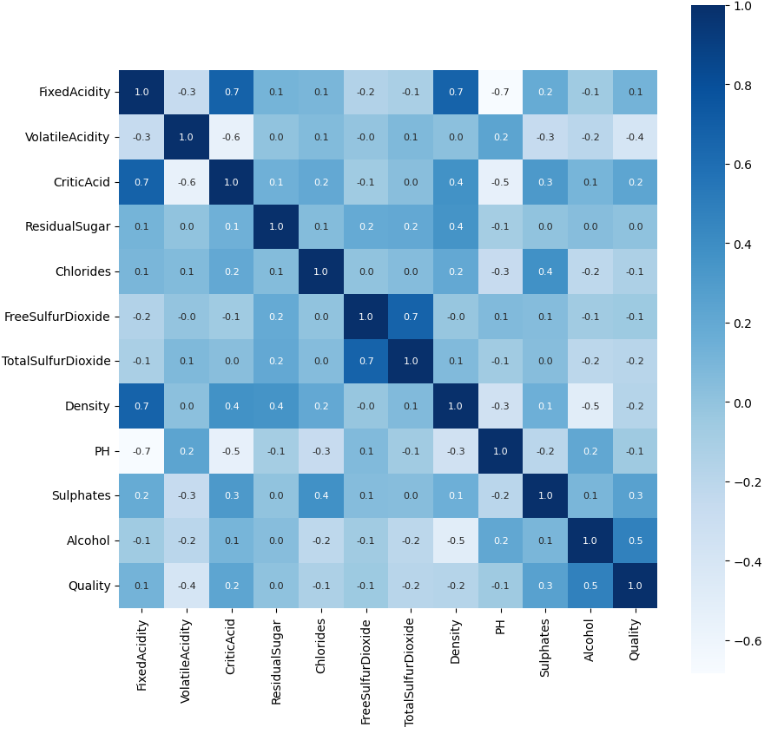 FixedAcidity 1.0 -0.3 0.7 0.1 0.1 -0.2 -0.1 0.7 -0.7 0.2 -0.1 0.1
VolatileAcidity -0.3 1.0 -0.6 0.0 0.1 -0.0 0.1 0.0 0.2 -0.3 -0.2 -0.4
CriticAcid 0.7 -0.6 1.0 0.1 0.2 -0.1 0.0 0.4 -0.5 0.3 0.1 0.2
ResidualSugar 0.1 0.0 0.1 1.0 0.1 0.2 0.2 0.4 -0.1 0.0 0.0 0.0
Chlorides 0.1 0.1 0.2 0.1 1.0 0.0 0.0 0.2 -0.3 0.4 -0.2 -0.1
FreeSulfurDioxide -0.2 -0.0 -0.1 0.2 0.0 1.0 0.7 -0.0 0.1 0.1 -0.1 -0.1
TotalSulfurDioxide -0.1 0.1 0.0 0.2 0.0 0.7 1.0 0.1 -0.1 0.0 -0.2 -0.2
Density 0.7 0.0 0.4 0.4 0.2 -0.0 0.1 1.0 -0.3 0.1 -0.5 -0.2
PH -0.7 0.2 -0.5 -0.1 -0.3 0.1 -0.1 -0.3 1.0 -0.2 0.2 -0.1
Sulphates 0.2 -0.3 0.3 0.0 0.4 0.1 0.0 0.1 -0.2 1.0 0.1 0.3
Alcohol -0.1 -0.2 0.1 0.0 -0.2 -0.1 -0.2 -0.5 0.2 0.1 1.0 0.5
Quality 0.1 -0.4 0.2 0.0 -0.1 -0.1 -0.2 -0.2 -0.1 0.3 0.5 1.0
FixedAcidity
VolatileAcidity
CriticAcid
ResidualSugar
Chlorides
FreeSulfurDioxide
TotalSulfurDioxide
Density
PH
Sulphates
Alcohol
Quality
1.0
0.8
0.6
0.4
0.2
0.0
−0.2
−0.4
−0.6